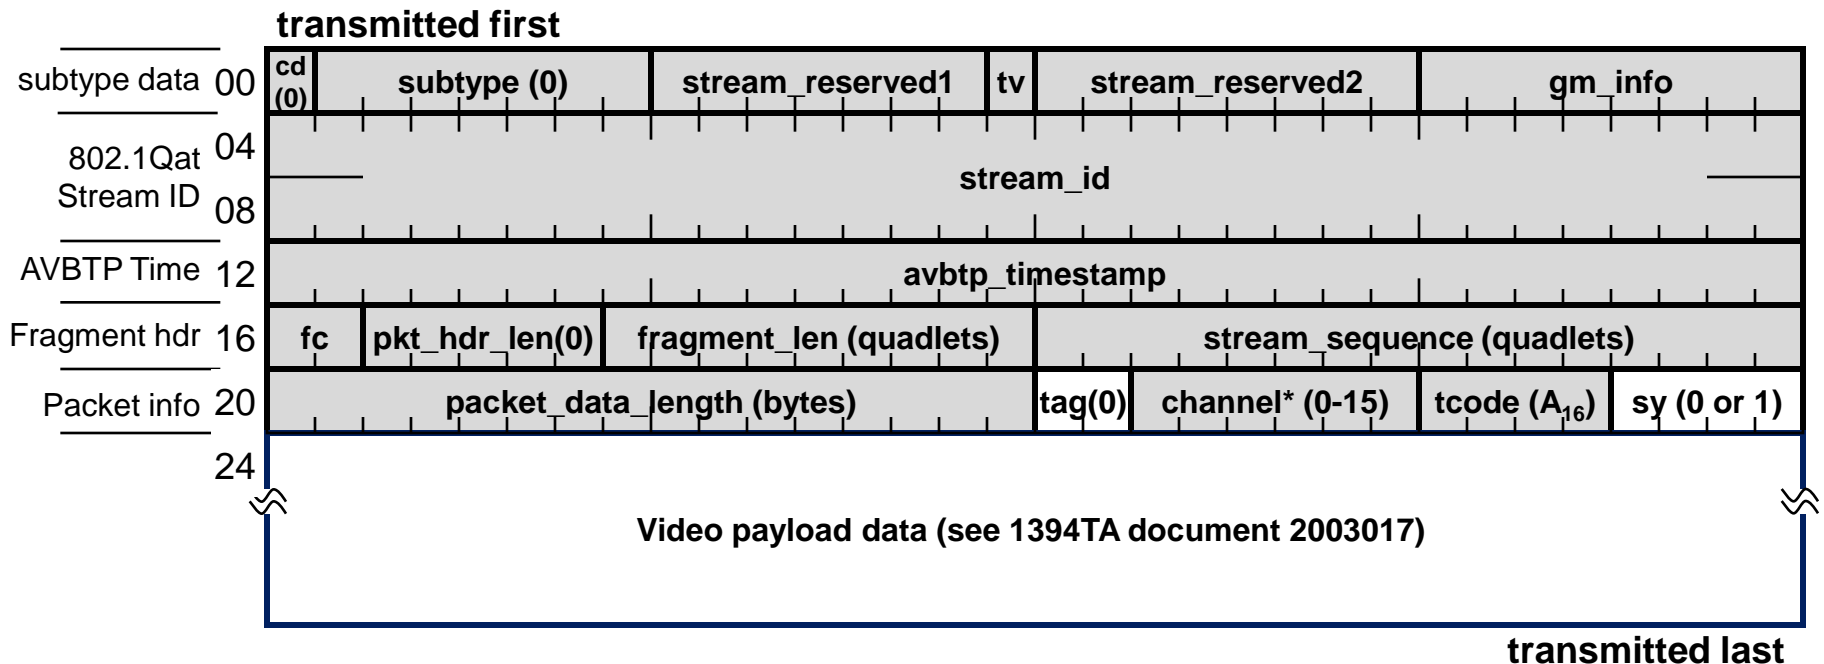 transmitted first
subtype data 00 cd (0) subtype (0) stream_reserved1 tv stream_reserved2 gm_info
802.1Qat Stream ID 04 08 stream_id
AVBTP Time 12 avbtp_timestamp
Fragment hdr 16 fc pkt_hdr_len(0) fragment_len (quadlets) stream_sequence (quadlets)
Packet info 20 packet_data_length (bytes) tag(0) channel* (0-15) tcode (A16) sy (0 or 1)
24
Video payload data (see 1394TA document 2003017)
transmitted last